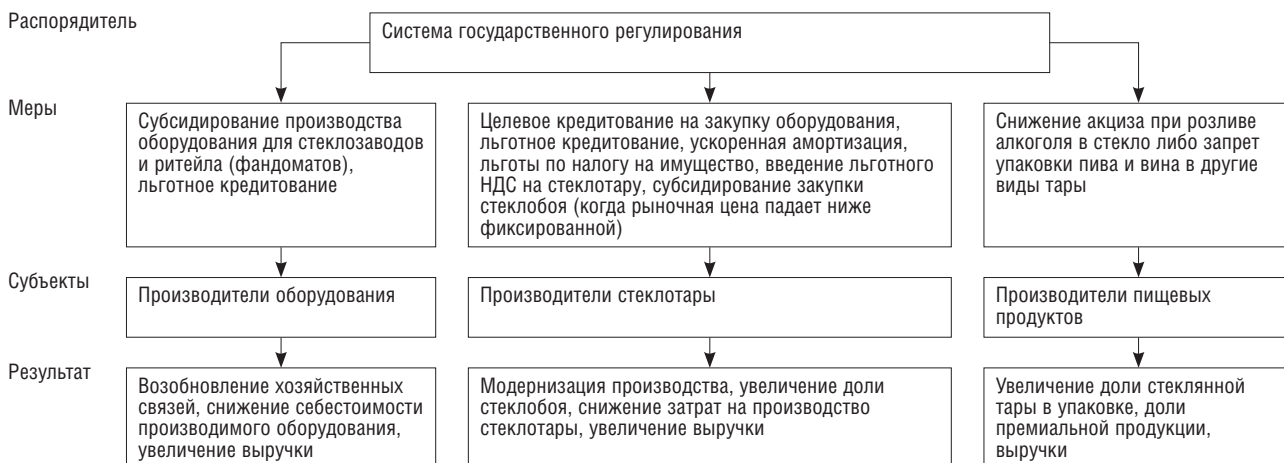 Распорядитель
Система государственного регулирования
Меры
Субсидирование производства
оборудования для стеклозаводов
и ритейла (фандоматов),
льготное кредитование
Целевое кредитование на закупку оборудования,
льготное кредитование, ускоренная амортизация,
льготы по налогу на имущество, введение льготного
НДС на стеклотару, субсидирование закупки
стеклобоя (когда рыночная цена падает ниже
фиксированной)
Снижение акциза при розливе
алкоголя в стекло либо запрет
упаковки пива и вина в другие
виды тары
Субъекты
Производители оборудования
Производители стеклотары
Производители пищевых
продуктов
Результат
Возобновление хозяйственных
связей, снижение себестоимости
производимого оборудования,
увеличение выручки
Модернизация производства, увеличение доли
стеклобоя, снижение затрат на производство
стеклотары, увеличение выручки
Увеличение доли стеклянной
тары в упаковке, доли
премиальной продукции,
выручки